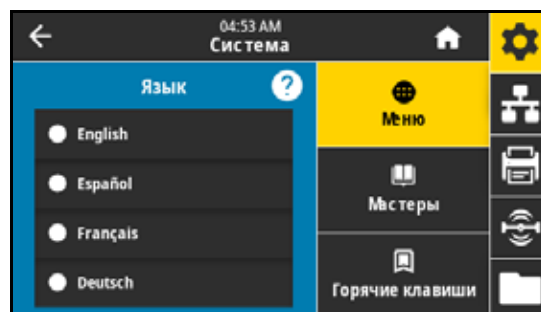 04:53 AM
Система
Язык
?
English
Español
Français
Deutsch
Меню
Мастеры
Горячие клавиши